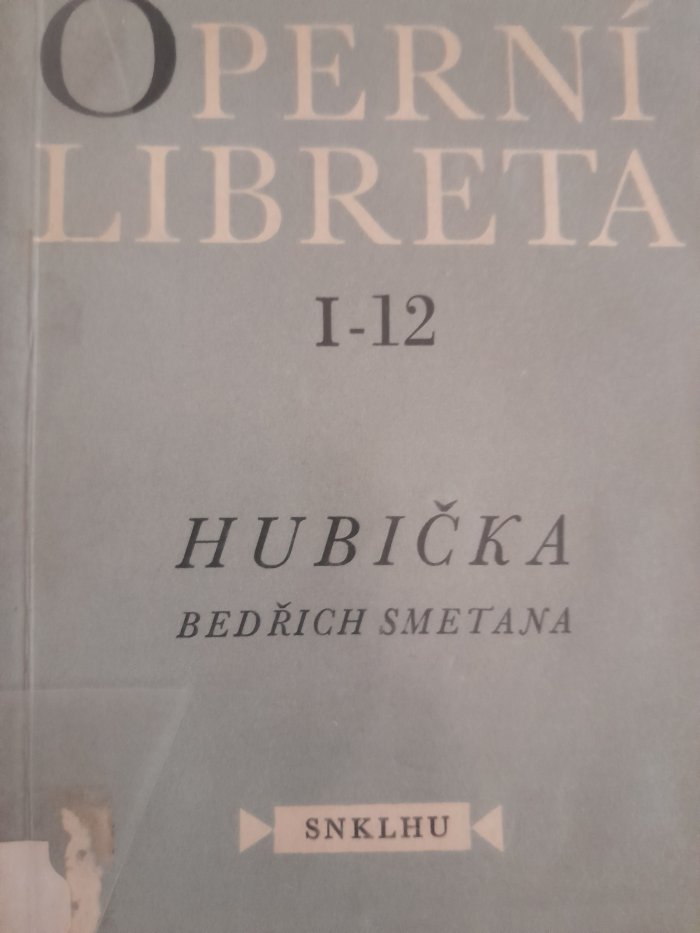 OPERNÍ
LIBRETA
I-12
HUBIČKA
BEDŘICH SMETANA
SNKLHU